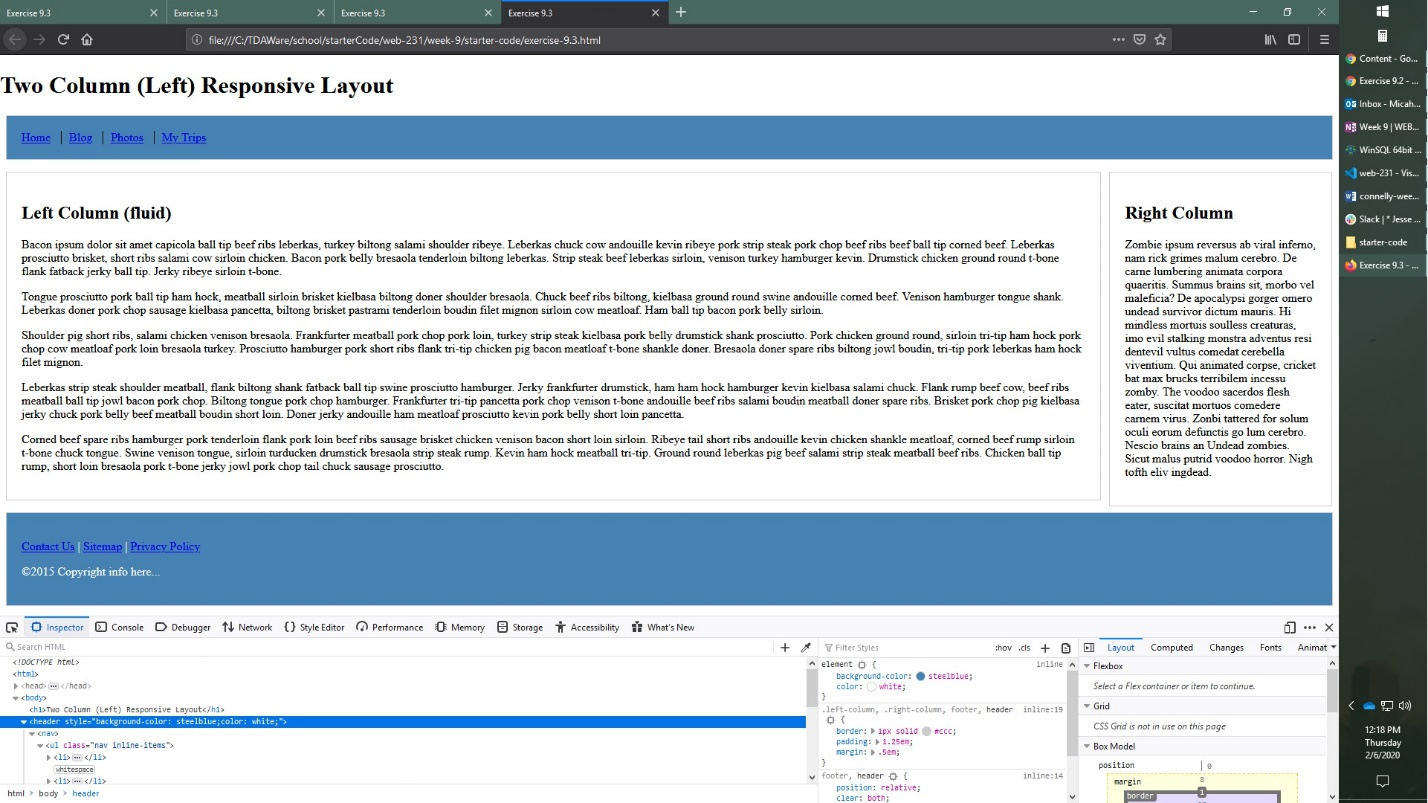 Exercise 9.3
Exercise 9.3
Exercise 9.3
Exercise 9.3
file:///C:/TDAWare/school/starterCode/web-231/week-9/starter-code/exercise-9.3.html
Two Column (Left) Responsive Layout
Home | Blog | Photos | My Trips
Left Column (fluid)
Bacon ipsum dolor sit amet capicola ball tip beef ribs leberkas, turkey biltong salami shoulder ribeye. Leberkas chuck cow andouille kevin ribeye pork strip steak pork chop beef ribs beef ball tip corned beef. Leberkas
prosciutto brisket, short ribs salami cow sirloin chicken. Bacon pork belly bresaola tenderloin biltong leberkas. Strip steak beef leberkas sirloin, venison turkey hamburger kevin. Drumstick chicken ground round t-bone
flank fatback jerky ball tip. Jerky ribeye sirloin t-bone.
Tongue prosciutto pork ball tip ham hock, meatball sirloin brisket kielbasa biltong doner shoulder bresaola. Chuck beef ribs biltong, kielbasa ground round swine andouille corned beef. Venison hamburger tongue shank.
Leberkas doner pork chop sausage kielbasa pancetta, biltong brisket pastrami tenderloin boudin filet mignon sirloin cow meatloaf. Ham ball tip bacon pork belly sirloin.
Shoulder pig short ribs, salami chicken venison bresaola. Frankfurter meatball pork chop pork loin, turkey strip steak kielbasa pork belly drumstick shank prosciutto. Pork chicken ground round, sirloin tri-tip ham hock pork
chop cow meatloaf pork loin bresaola turkey. Prosciutto hamburger pork short ribs flank tri-tip chicken pig bacon meatloaf t-bone shankle doner. Bresaola doner spare ribs biltong jowl boudin, tri-tip pork leberkas ham hock
filet mignon.
Leberkas strip steak shoulder meatball, flank biltong shank fatback ball tip swine prosciutto hamburger. Jerky frankfurter drumstick, ham ham hock hamburger kevin kielbasa salami chuck. Flank rump beef cow, beef ribs
meatball ball tip jowl bacon pork chop. Biltong tongue pork chop hamburger. Frankfurter tri-tip pancetta pork chop venison t-bone andouille beef ribs salami boudin meatball doner spare ribs. Brisket pork chop pig kielbasa
jerky chuck pork belly beef meatball boudin short loin. Doner jerky andouille ham meatloaf prosciutto kevin pork belly short loin pancetta.
Corned beef spare ribs hamburger pork tenderloin flank pork loin beef ribs sausage brisket chicken venison bacon short loin sirloin. Ribeye tail short ribs andouille kevin chicken shankle meatloaf, corned beef rump sirloin
t-bone chuck tongue. Swine venison tongue, sirloin turducken drumstick bresaola strip steak rump. Kevin ham hock meatball tri-tip. Ground round leberkas pig beef salami strip steak meatball beef ribs. Chicken ball tip
rump, short loin bresaola pork t-bone jerky jowl pork chop tail chuck sausage prosciutto.
Right Column
Zombie ipsum reversus ab viral inferno,
nam rick grimes malum cerebro. De
carne lumbering animata corpora
quaeritis. Summus brains sit, morbo vel
maleficia? De apocalypsi gorger omero
undead survivor dictum mauris. Hi
mindless mortuis soulless creaturas,
imo evil stalking monstra adventus resi
dentevil vultus comedat cerebella
viventium. Qui animated corpse, cricket
bat max brucks terribilem incessu
zomby. The voodoo sacerdos flesh
eater, suscitat mortuos comedere
carnem virus. Zonbi tattered for solum
oculi eorum defunctis go lum cerebro.
Nescio brains an Undead zombies.
Sicut malus putrid voodoo horror. Nigh
tofth eliv ingdead.
Contact Us | Sitemap | Privacy Policy
©2015 Copyright info here...
Inspector Console Debugger Network Style Editor Performance Memory Storage Accessibility What's New
Search HTML
<!DOCTYPE html>
<html>
<head></head>
<body>
<h1>Two Column (Left) Responsive Layout</h1>
<header style="background-color: steelblue;color: white;">
<nav>
<ul class="nav inline-items">
<li></li>
whitespace
<li></li>
html > body > header
Filter Styles :hov .cls
element { inline
background-color: steelblue;
color: white;
}
.left-column, .right-column, footer, header inline:19
{
border: 1px solid #ccc;
padding: 1.25em;
margin: .5em;
}
footer, header { inline:14
position: relative;
clear: both;
Layout Computed Changes Fonts Animat
Flexbox
Select a Flex container or item to continue.
Grid
CSS Grid is not in use on this page
Box Model
position 0
margin 8
border 1
Content - Go...
Exercise 9.2 - ...
Inbox - Micah...
Week 9 | WEB...
WinSQL 64bit ...
web-231 - Vis...
connelly-wee...
Slack | * Jesse ...
starter-code
Exercise 9.3 - ...
12:18 PM
Thursday
2/6/2020